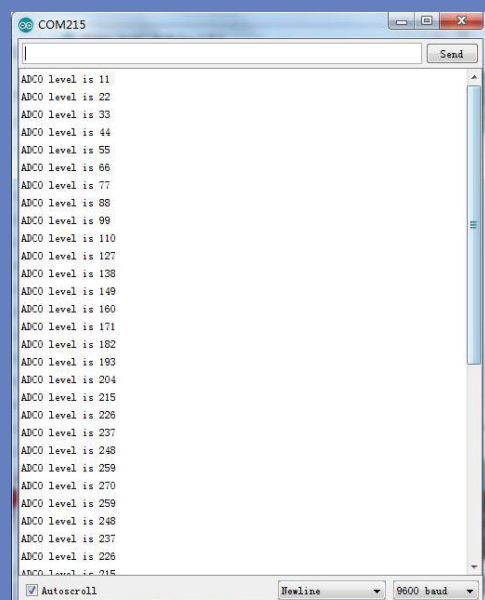 COM215
Send
ADC0 level is 11
ADC0 level is 22
ADC0 level is 33
ADC0 level is 44
ADC0 level is 55
ADC0 level is 66
ADC0 level is 77
ADC0 level is 88
ADC0 level is 99
ADC0 level is 110
ADC0 level is 127
ADC0 level is 138
ADC0 level is 149
ADC0 level is 160
ADC0 level is 171
ADC0 level is 182
ADC0 level is 193
ADC0 level is 204
ADC0 level is 215
ADC0 level is 226
ADC0 level is 237
ADC0 level is 248
ADC0 level is 259
ADC0 level is 270
ADC0 level is 259
ADC0 level is 248
ADC0 level is 237
ADC0 level is 226
ADC0 level is 215
Autoscroll
Newline
9600 baud